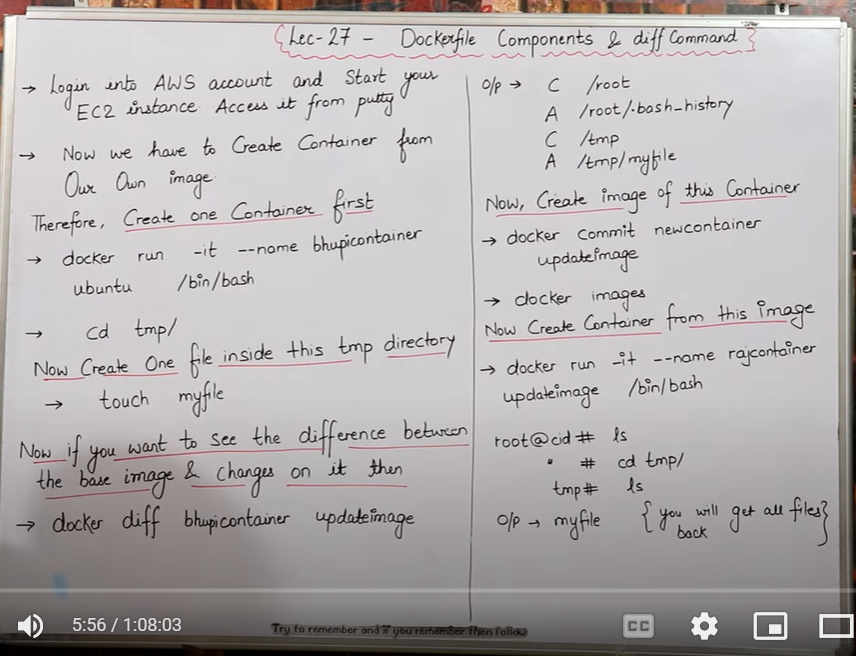 Lec-27 - Dockerfile Components & diff Command
→ Login into AWS account and Start your
EC2 instance. Access it from putty
→ Now we have to Create Container from
Our Own image.
Therefore, Create one Container first
→ docker run -it --name bhupicontainer
ubuntu /bin/bash
→ cd tmp/
Now Create One file inside this tmp directory
→ touch myfile
Now if you want to see the difference between
the base image & changes on it then
→ docker diff bhupicontainer updateimage
O/p → C /root
A /root/.bash_history
C /tmp
A /tmp/myfile
Now, Create image of this Container
→ docker commit newcontainer
updateimage
→ docker images
Now Create Container from this image
→ docker run -it --name rajcontainer
updateimage /bin/bash
root@cid# ls
" # cd tmp/
tmp# ls
O/p → myfile {you will get all files}
back
5:56 / 1:08:03
Try to remember and if you remember then follow
CC